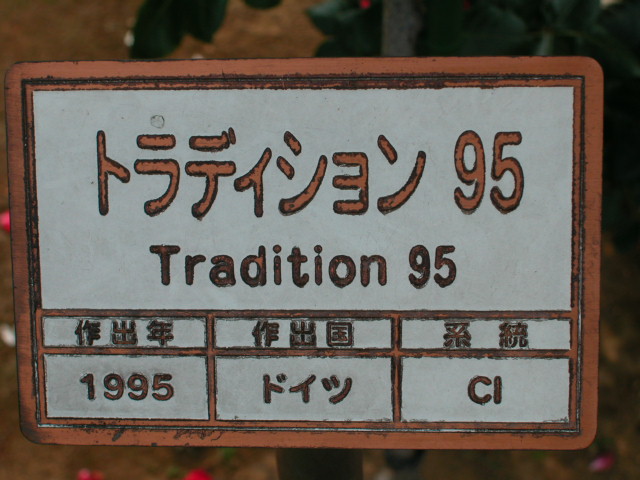 トラディション 95
Tradition 95
作出年 作出国 系統
1995 ドイツ Cl